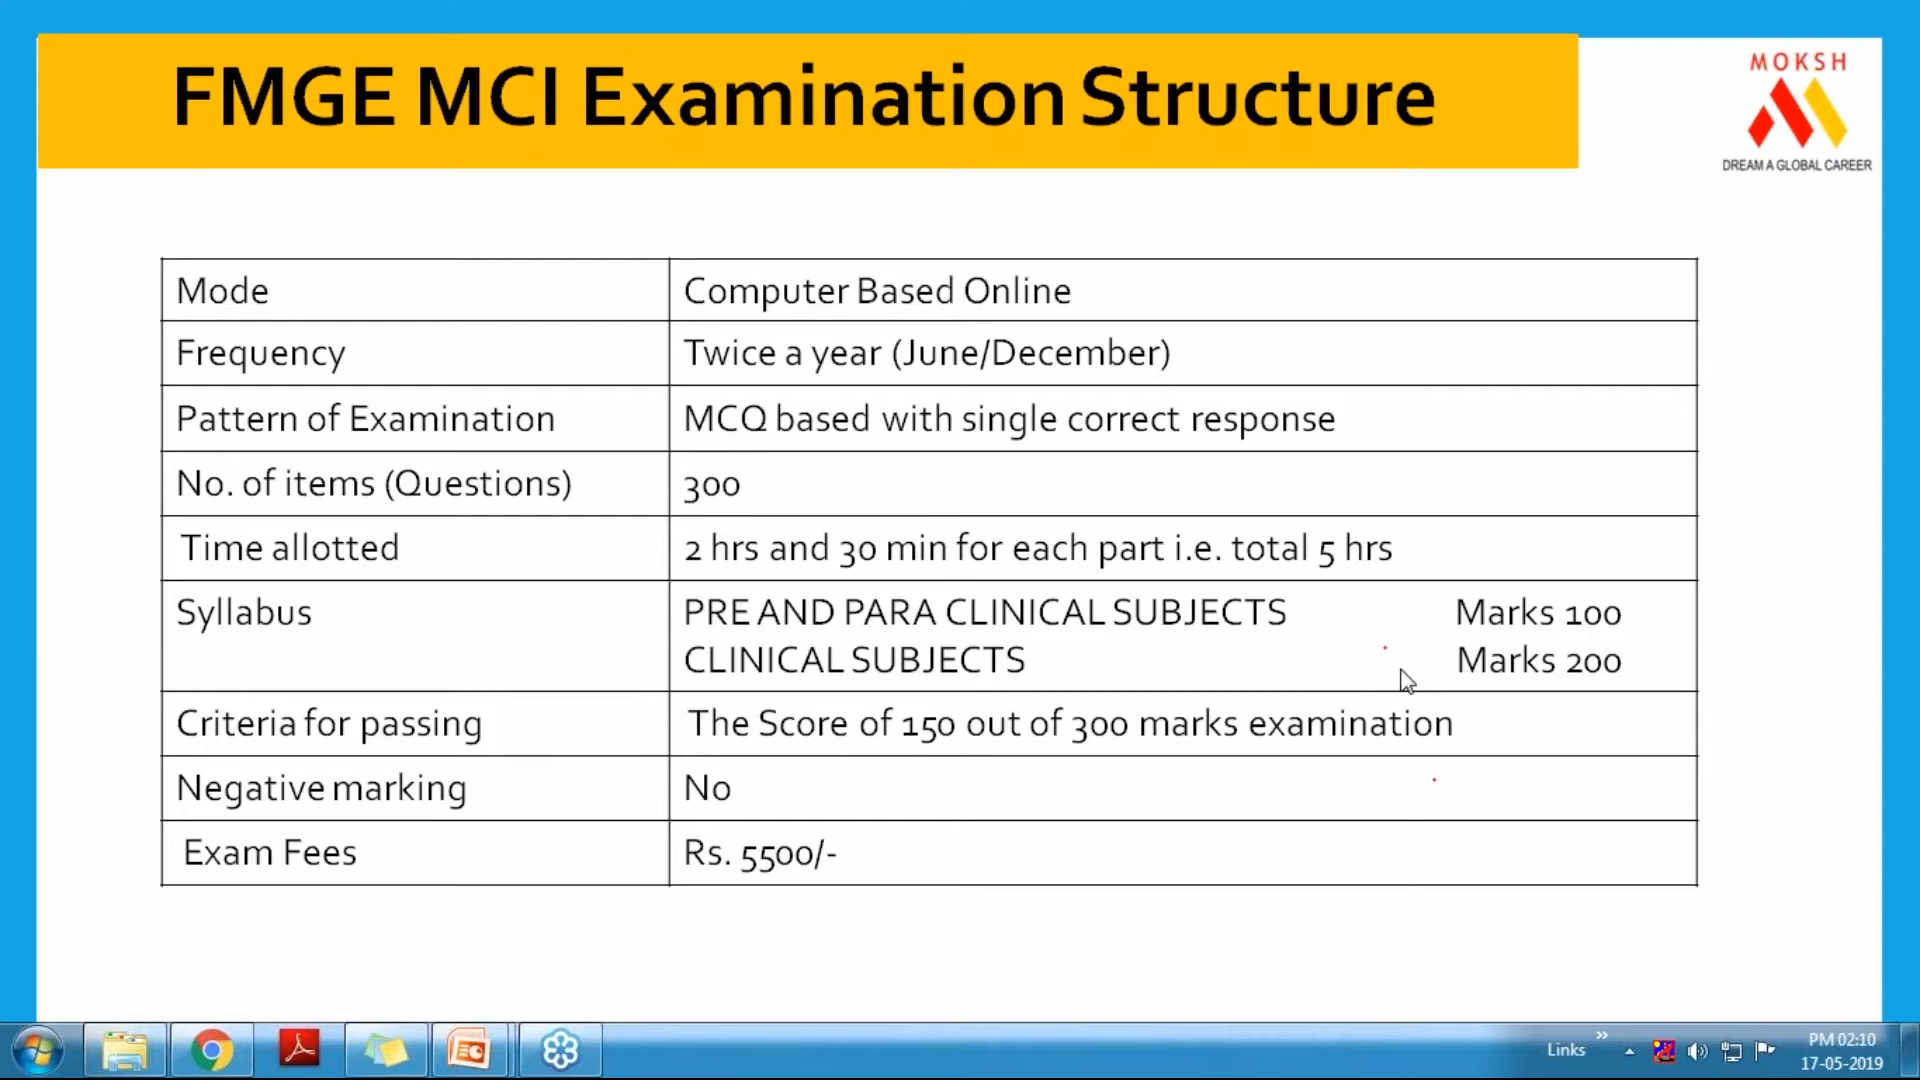 FMGE MCI Examination Structure
MOKSH
DREAM A GLOBAL CAREER
Mode Computer Based Online
Frequency Twice a year (June/December)
Pattern of Examination MCQ based with single correct response
No. of items (Questions) 300
Time allotted 2 hrs and 30 min for each part i.e. total 5 hrs
Syllabus PRE AND PARA CLINICAL SUBJECTS Marks 100
CLINICAL SUBJECTS Marks 200
Criteria for passing The Score of 150 out of 300 marks examination
Negative marking No
Exam Fees Rs. 5500/-
Links »
PM 02:10
17-05-2019